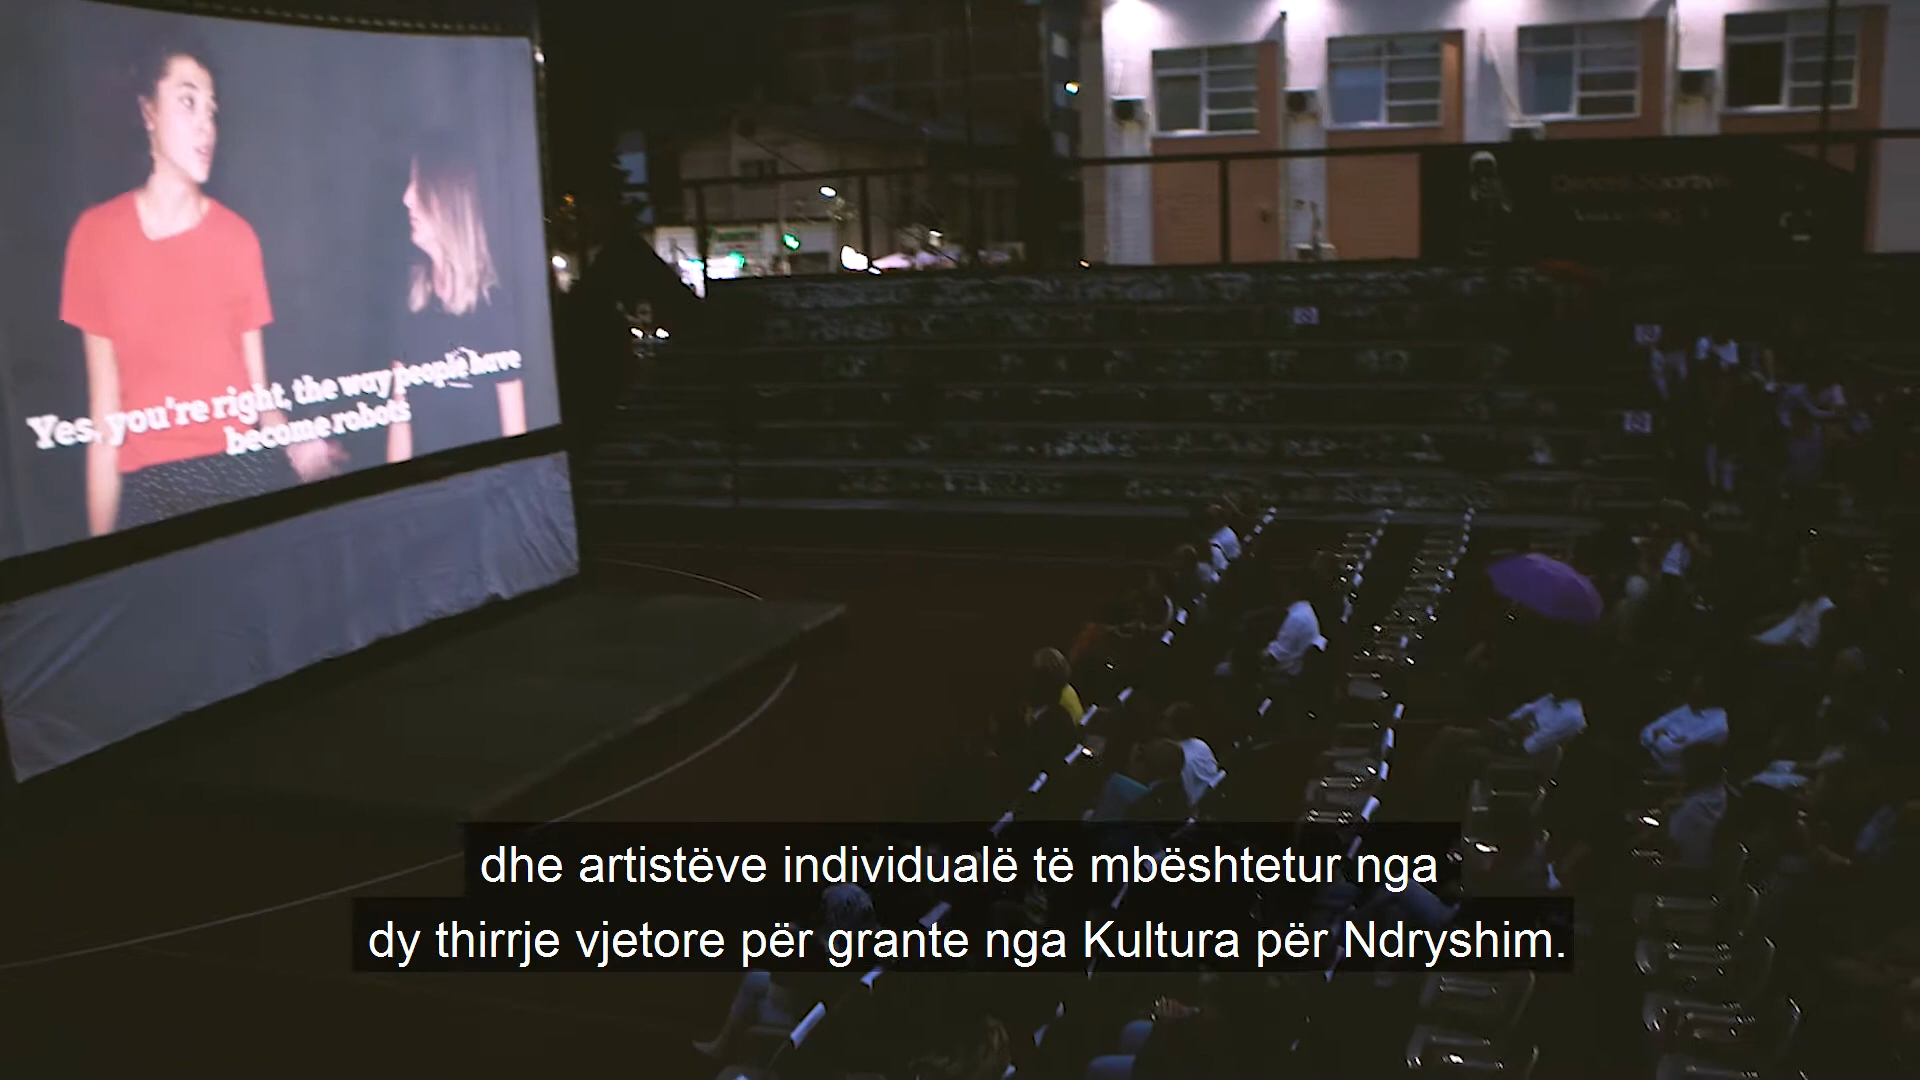 Yes, you're right, the way people have
become robots
dhe artistëve individualë të mbështetur nga
dy thirrje vjetore për grante nga Kultura për Ndryshim.